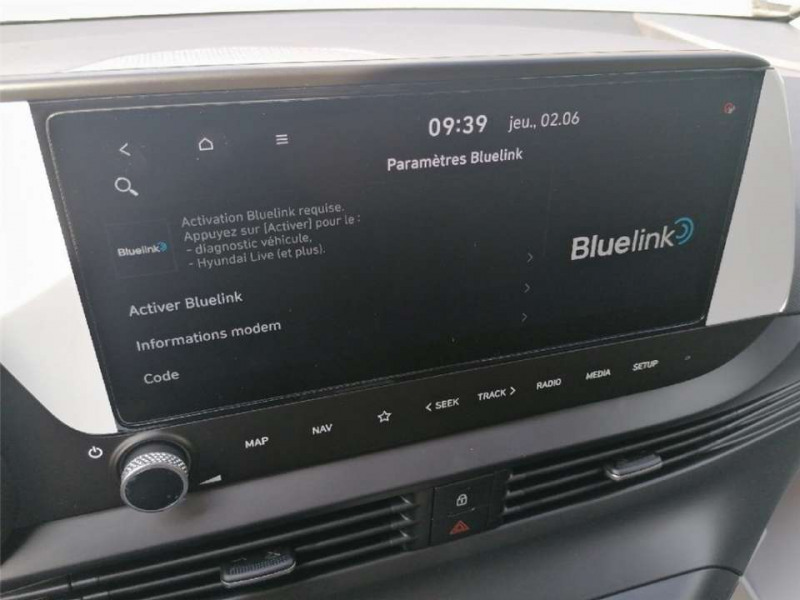 09:39 jeu., 02.06
Paramètres Bluelink
Activation Bluelink requise.
Appuyez sur [Activer] pour le :
- diagnostic véhicule,
- Hyundai Live (et plus).
Bluelink
Bluelink
Activer Bluelink
Informations modem
Code
MAP NAV < SEEK TRACK > RADIO MEDIA SETUP